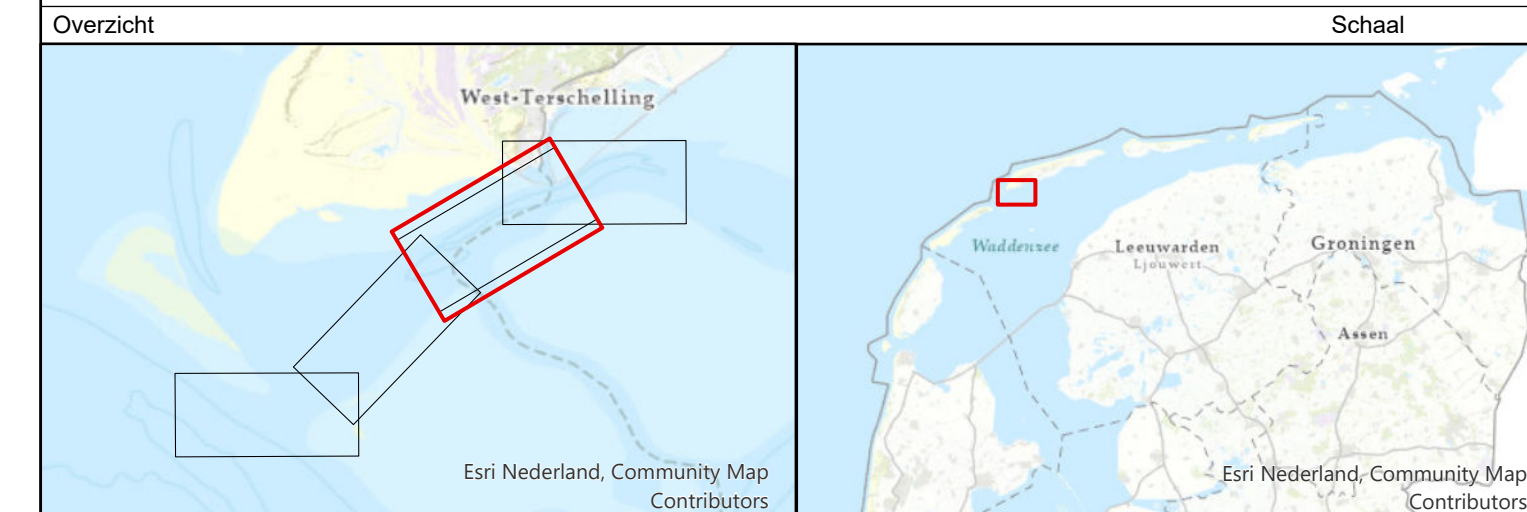 Overzicht
Schaal
West-Terschelling
Esri Nederland, Community Map
Contributors
Waddenzee
Leeuwarden
Ljouwert
Groningen
Assen
Esri Nederland, Community Map
Contributors